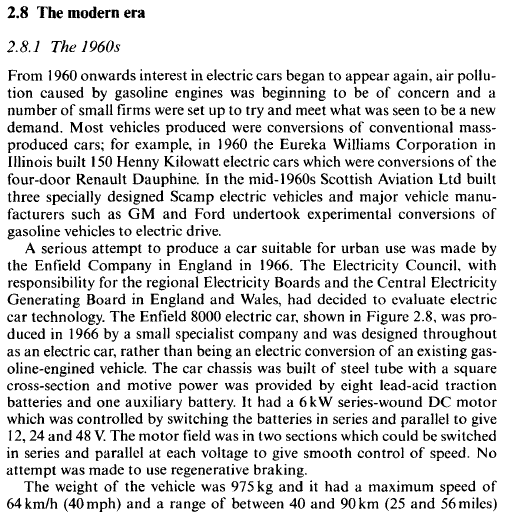 2.8 The modern era
2.8.1 The 1960s
From 1960 onwards interest in electric cars began to appear again, air pollu-
tion caused by gasoline engines was beginning to be of concern and a
number of small firms were set up to try and meet what was seen to be a new
demand. Most vehicles produced were conversions of conventional mass-
produced cars; for example, in 1960 the Eureka Williams Corporation in
Illinois built 150 Henny Kilowatt electric cars which were conversions of the
four-door Renault Dauphine. In the mid-1960s Scottish Aviation Ltd built
three specially designed Scamp electric vehicles and major vehicle manu-
facturers such as GM and Ford undertook experimental conversions of
gasoline vehicles to electric drive.
A serious attempt to produce a car suitable for urban use was made by
the Enfield Company in England in 1966. The Electricity Council, with
responsibility for the regional Electricity Boards and the Central Electricity
Generating Board in England and Wales, had decided to evaluate electric
car technology. The Enfield 8000 electric car, shown in Figure 2.8, was pro-
duced in 1966 by a small specialist company and was designed throughout
as an electric car, rather than being an electric conversion of an existing gas-
oline-engined vehicle. The car chassis was built of steel tube with a square
cross-section and motive power was provided by eight lead-acid traction
batteries and one auxiliary battery. It had a 6 kW series-wound DC motor
which was controlled by switching the batteries in series and parallel to give
12, 24 and 48 V. The motor field was in two sections which could be switched
in series and parallel at each voltage to give smooth control of speed. No
attempt was made to use regenerative braking.
The weight of the vehicle was 975 kg and it had a maximum speed of
64 km/h (40 mph) and a range of between 40 and 90 km (25 and 56 miles)